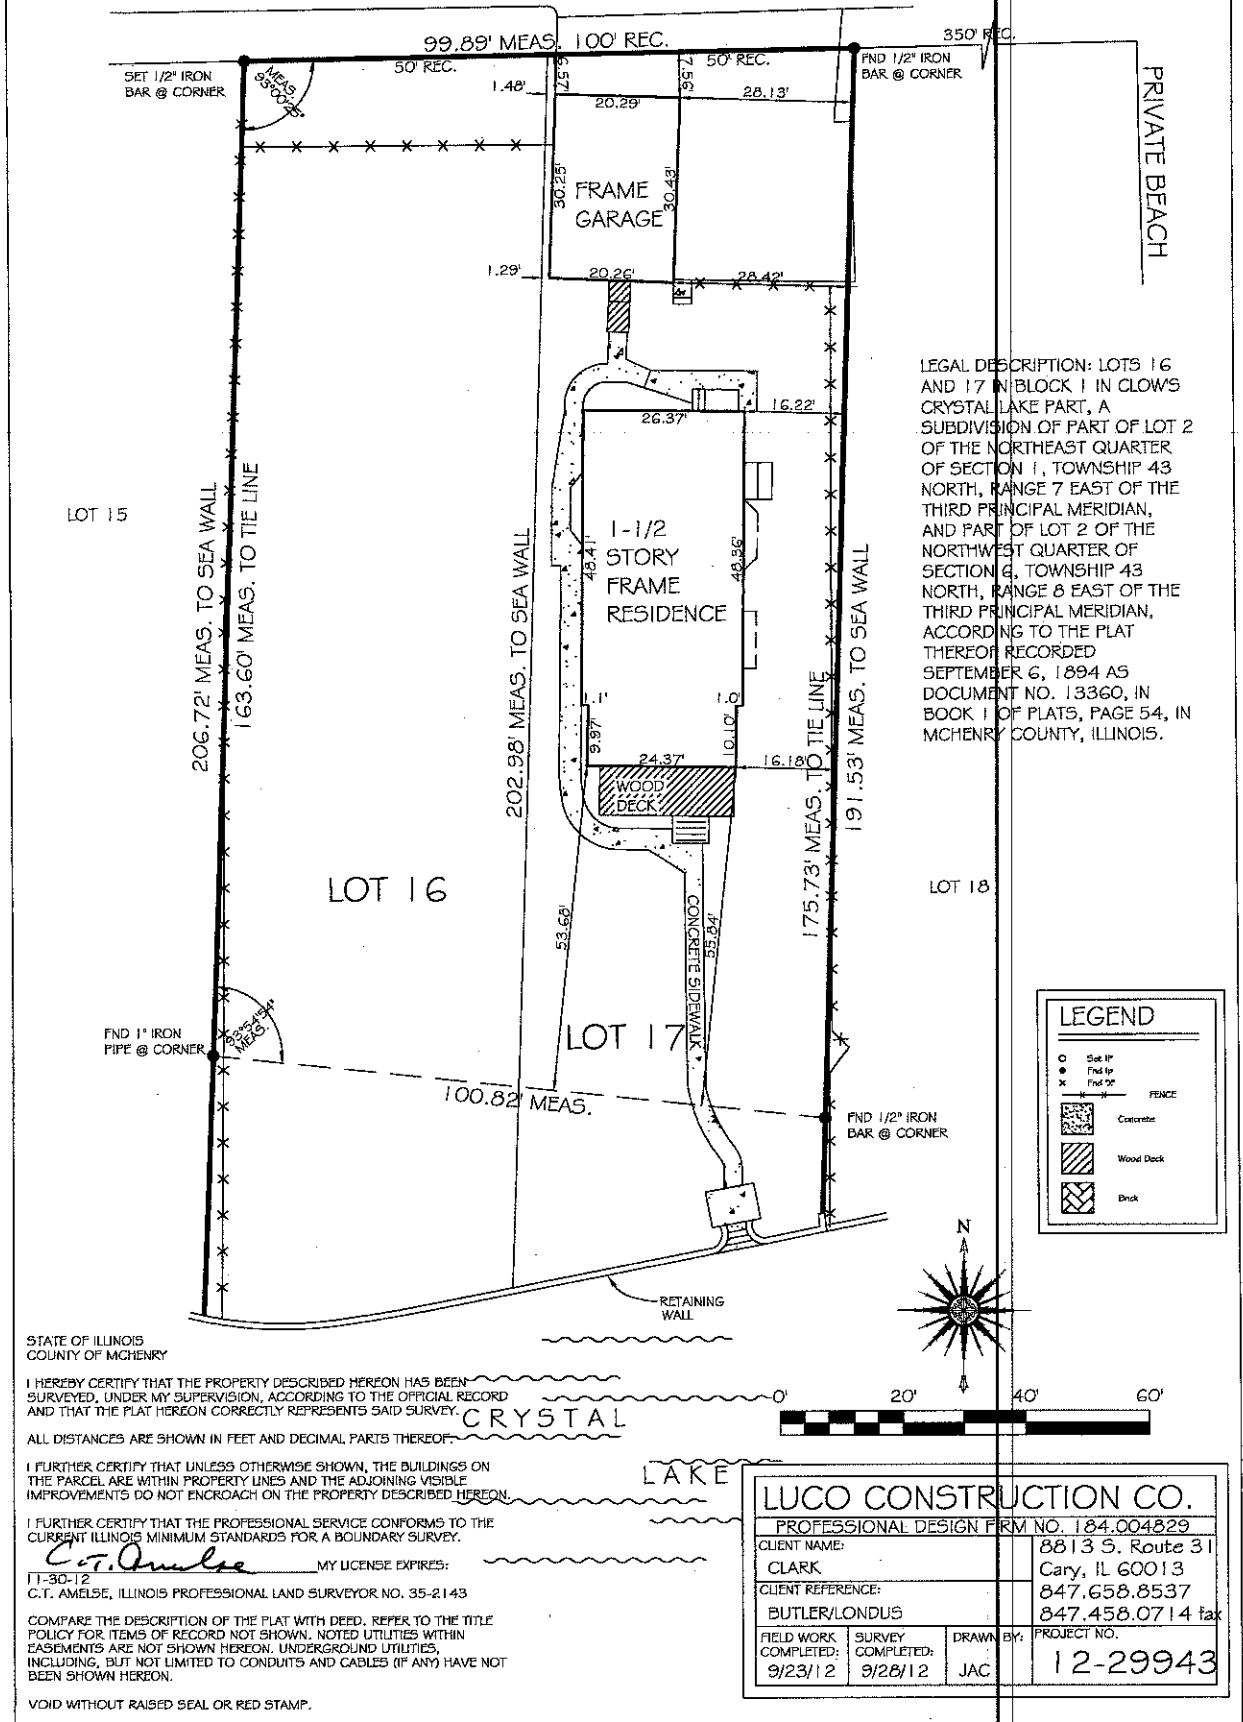 99.89' MEAS. 100' REC.
350' REC.
50' REC.
50' REC.
SET 1/2" IRON
BAR @ CORNER
MEAS.
93°00'25"
FND 1/2" IRON
BAR @ CORNER
6.57'
7.56'
1.48'
20.29'
28.13'
PRIVATE BEACH
30.25'
30.43'
FRAME
GARAGE
1.29'
20.26'
28.42'
LEGAL DESCRIPTION: LOTS 16
AND 17 IN BLOCK 1 IN CLOW'S
CRYSTAL LAKE PART, A
SUBDIVISION OF PART OF LOT 2
OF THE NORTHEAST QUARTER
OF SECTION 1, TOWNSHIP 43
NORTH, RANGE 7 EAST OF THE
THIRD PRINCIPAL MERIDIAN,
AND PART OF LOT 2 OF THE
NORTHWEST QUARTER OF
SECTION 6, TOWNSHIP 43
NORTH, RANGE 8 EAST OF THE
THIRD PRINCIPAL MERIDIAN,
ACCORDING TO THE PLAT
THEREOF RECORDED
SEPTEMBER 6, 1894 AS
DOCUMENT NO. 13360, IN
BOOK 1 OF PLATS, PAGE 54, IN
MCHENRY COUNTY, ILLINOIS.
26.37'
16.22'
LOT 15
206.72' MEAS. TO SEA WALL
163.60' MEAS. TO TIE LINE
202.98' MEAS. TO SEA WALL
48.41'
1-1/2
STORY
FRAME
RESIDENCE
48.36'
175.73' MEAS. TO TIE LINE
191.53' MEAS. TO SEA WALL
1.1'
1.0'
9.97'
10.10'
24.37'
16.18'
WOOD
DECK
LOT 16
LOT 18
53.68'
CONCRETE SIDEWALK
55.84'
LOT 17
FND 1" IRON
PIPE @ CORNER
93°54'54"
MEAS.
100.82' MEAS.
FND 1/2" IRON
BAR @ CORNER
LEGEND
Set IP
Fnd Ip
Fnd "X"
FENCE
Concrete
Wood Deck
Brick
N
RETAINING
WALL
STATE OF ILLINOIS
COUNTY OF MCHENRY
I HEREBY CERTIFY THAT THE PROPERTY DESCRIBED HEREON HAS BEEN
SURVEYED, UNDER MY SUPERVISION, ACCORDING TO THE OFFICIAL RECORD
AND THAT THE PLAT HEREON CORRECTLY REPRESENTS SAID SURVEY.
ALL DISTANCES ARE SHOWN IN FEET AND DECIMAL PARTS THEREOF.
I FURTHER CERTIFY THAT UNLESS OTHERWISE SHOWN, THE BUILDINGS ON
THE PARCEL ARE WITHIN PROPERTY LINES AND THE ADJOINING VISIBLE
IMPROVEMENTS DO NOT ENCROACH ON THE PROPERTY DESCRIBED HEREON.
I FURTHER CERTIFY THAT THE PROFESSIONAL SERVICE CONFORMS TO THE
CURRENT ILLINOIS MINIMUM STANDARDS FOR A BOUNDARY SURVEY.
C.T. Amelse MY LICENSE EXPIRES:
11-30-12
C.T. AMELSE, ILLINOIS PROFESSIONAL LAND SURVEYOR NO. 35-2143
COMPARE THE DESCRIPTION OF THE PLAT WITH DEED. REFER TO THE TITLE
POLICY FOR ITEMS OF RECORD NOT SHOWN. NOTED UTILITIES WITHIN
EASEMENTS ARE NOT SHOWN HEREON. UNDERGROUND UTILITIES,
INCLUDING, BUT NOT LIMITED TO CONDUITS AND CABLES (IF ANY) HAVE NOT
BEEN SHOWN HEREON.
VOID WITHOUT RAISED SEAL OR RED STAMP.
CRYSTAL
LAKE
0' 20' 40' 60'
LUCO CONSTRUCTION CO.
PROFESSIONAL DESIGN FIRM NO. 184.004829
CLIENT NAME:
CLARK
CLIENT REFERENCE:
BUTLER/LONDUS
8813 S. Route 31
Cary, IL 60013
847.658.8537
847.458.0714 fax
FIELD WORK
COMPLETED:
9/23/12
SURVEY
COMPLETED:
9/28/12
DRAWN BY:
JAC
PROJECT NO.
12-29943